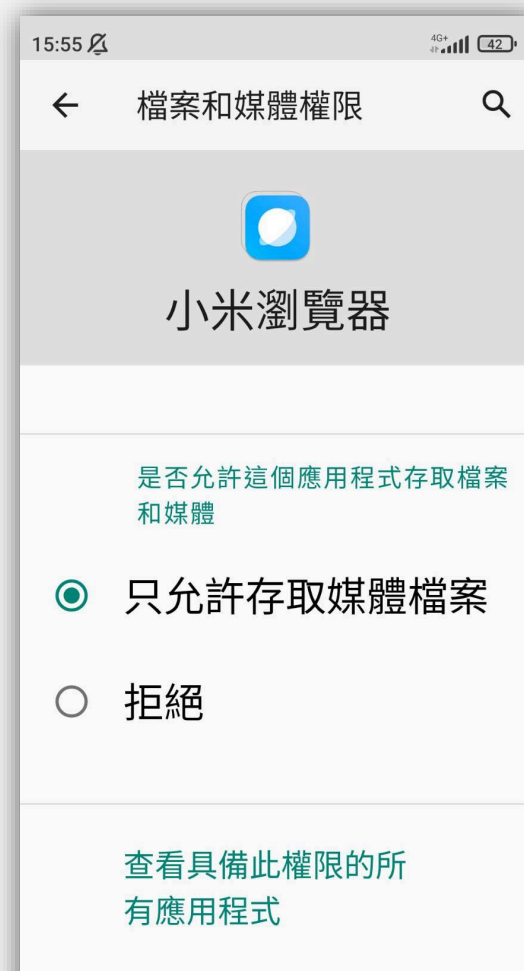 15:55
4G+
42
檔案和媒體權限
小米瀏覽器
是否允許這個應用程式存取檔案
和媒體
只允許存取媒體檔案
拒絕
查看具備此權限的所
有應用程式